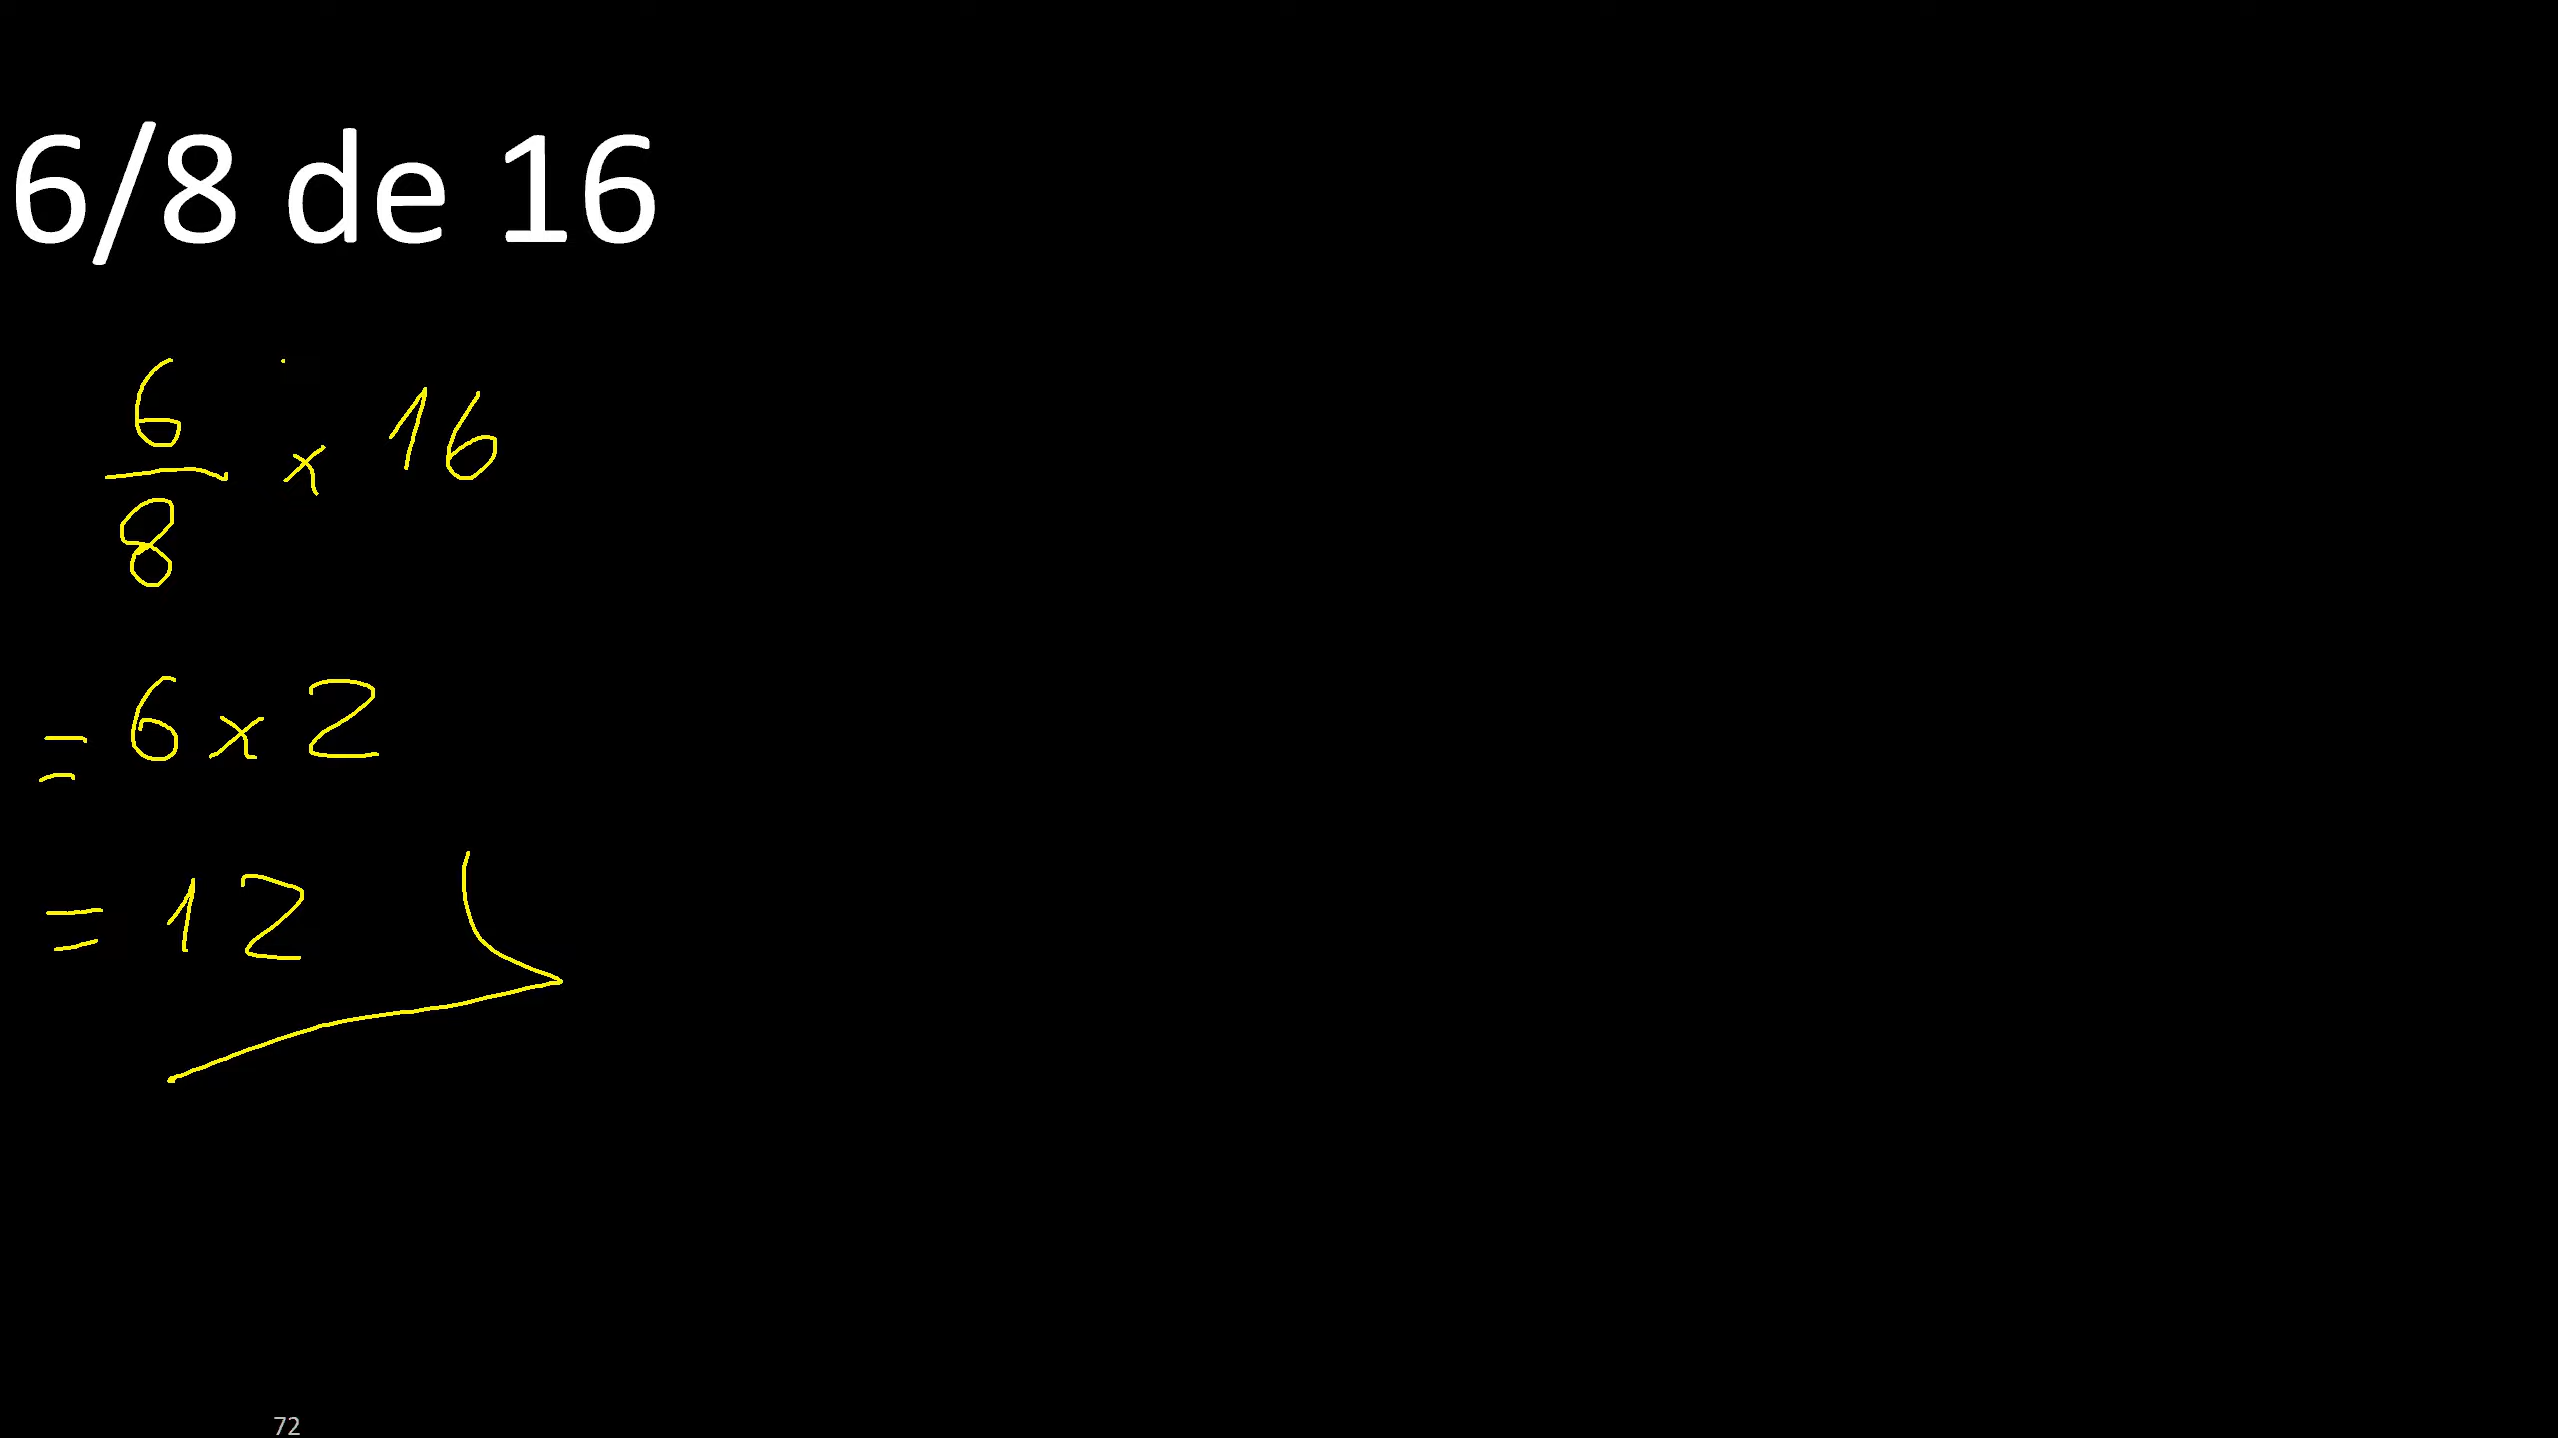 6/8 de 16
6
8 × 16
= 6 × 2
= 12
72